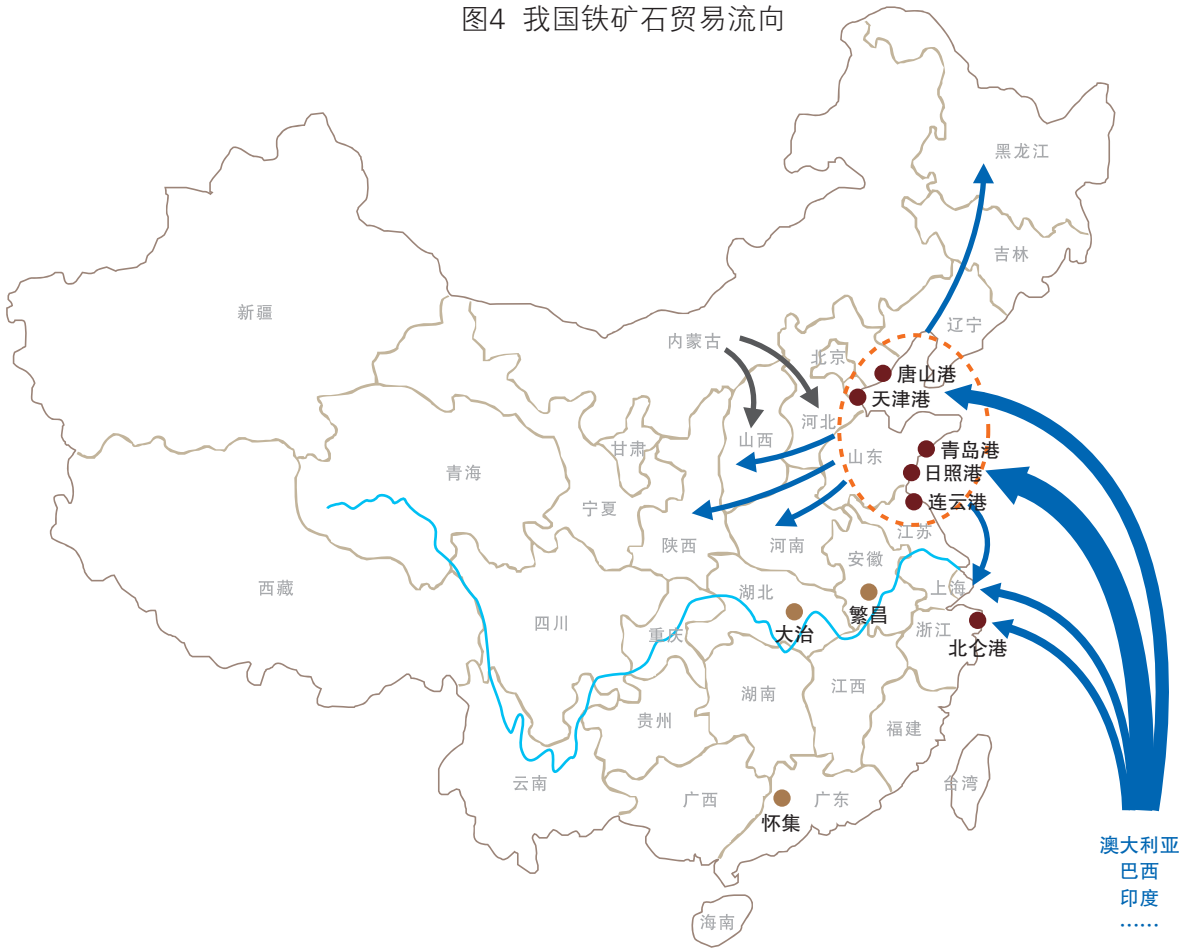 图4 我国铁矿石贸易流向
黑龙江
吉林
新疆
辽宁
内蒙古
北京
唐山港
天津港
河北
山西
甘肃
山东
青岛港
青海
日照港
连云港
宁夏
江苏
陕西
河南
安徽
西藏
上海
湖北
繁昌
四川
大治
重庆
浙江
北仑港
江西
湖南
贵州
福建
云南
台湾
广西
广东
怀集
澳大利亚
巴西
印度
……
海南